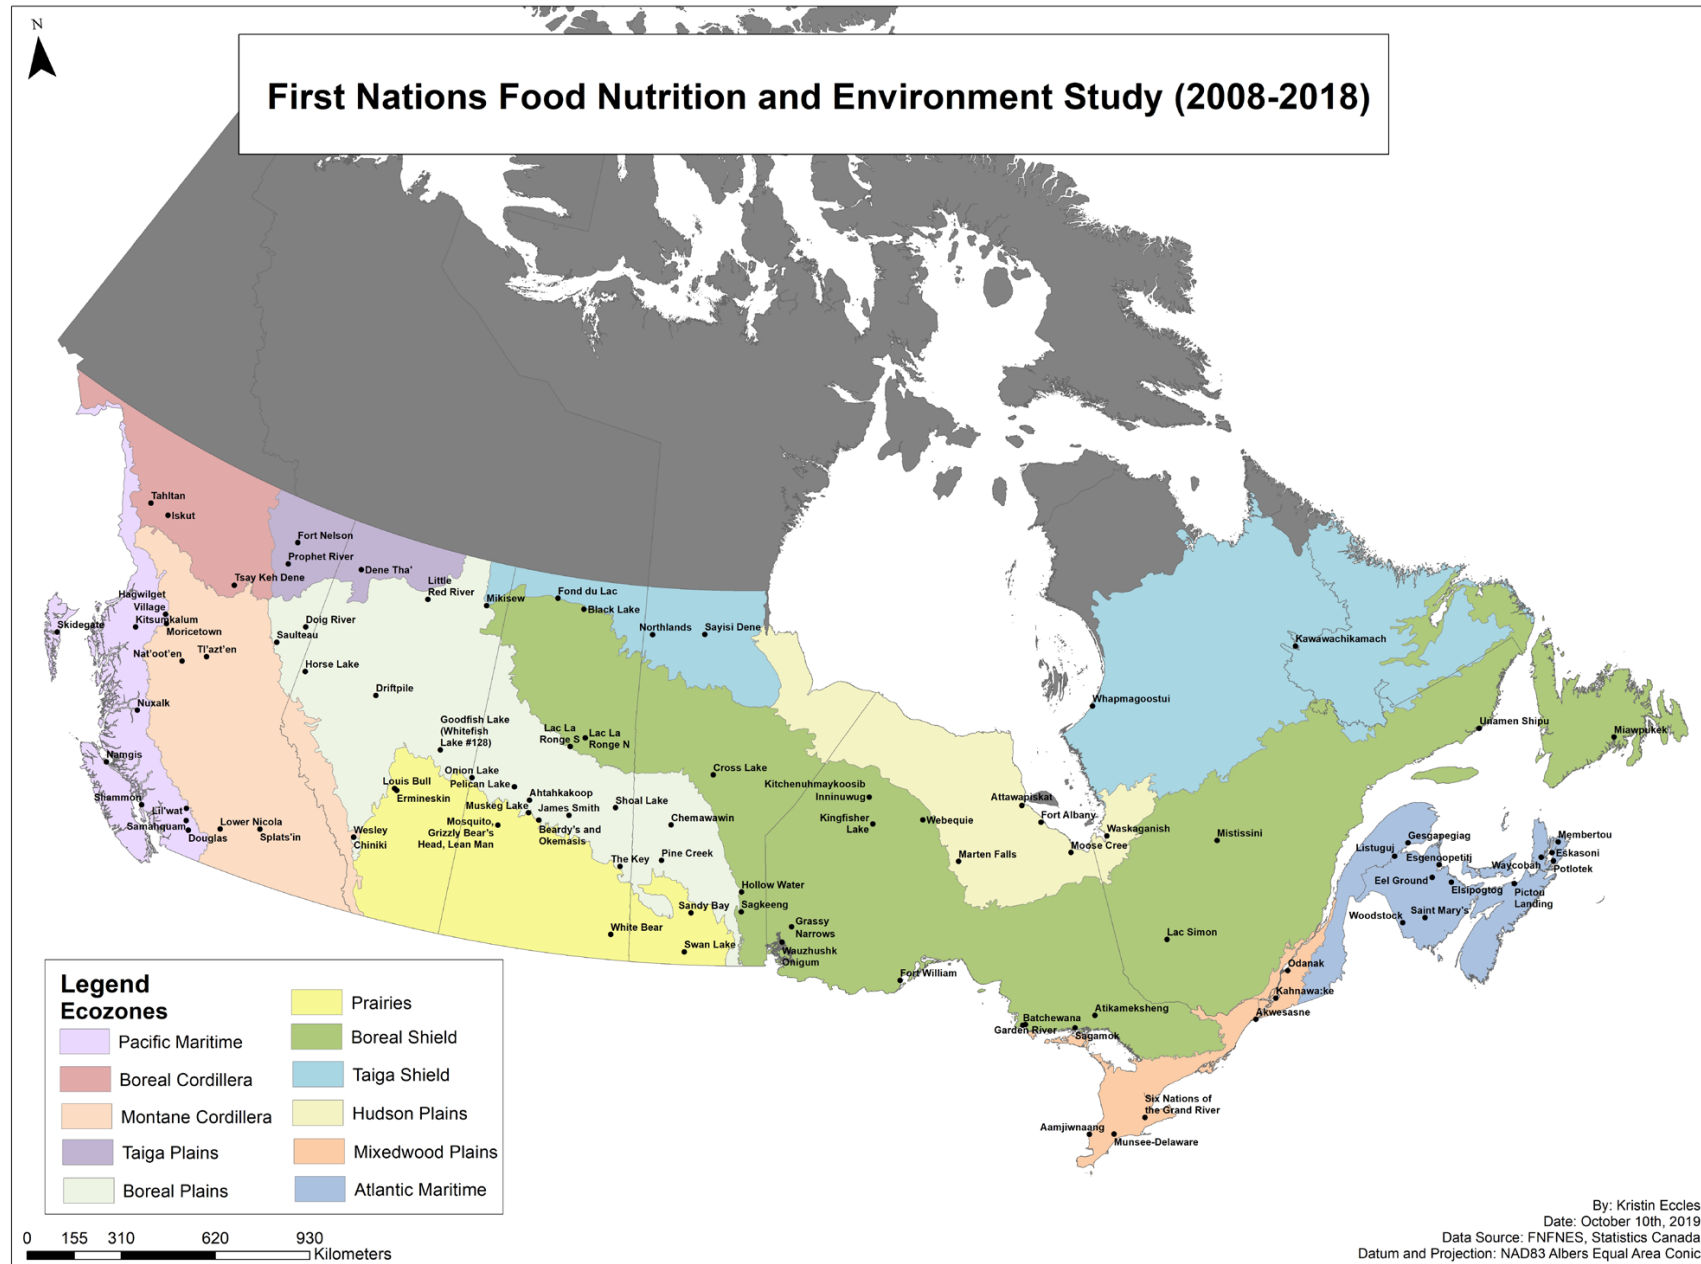 N
First Nations Food Nutrition and Environment Study (2008-2018)
Tahltan
Iskut
Fort Nelson
Prophet River
Dene Tha'
Tsay Keh Dene
Little
Red River
Mikisew
Fond du Lac
Black Lake
Northlands
Sayisi Dene
Hagwilget
Village
Kitsumkalum
Moricetown
Skidegate
Nat'oot'en
Tl'azt'en
Doig River
Saulteau
Horse Lake
Driftpile
Nuxalk
Namgis
Shammon
Lil'wat
Samahquam
Douglas
Lower Nicola
Splats'in
Goodfish Lake
(Whitefish
Lake #128)
Louis Bull
Ermineskin
Onion Lake
Pelican Lake
Ahtahkakoop
Muskeg Lake
James Smith
Mosquito,
Grizzly Bear's
Head, Lean Man
Beardy's and
Okemasis
Wesley
Chiniki
Lac La
Ronge S
Lac La
Ronge N
Shoal Lake
Chemawawin
Cross Lake
The Key
Pine Creek
Sandy Bay
White Bear
Swan Lake
Hollow Water
Sagkeeng
Grassy
Narrows
Wauzhushk
Onigum
Kitchenuhmaykoosib
Inninuwug
Kingfisher
Lake
Webequie
Marten Falls
Attawapiskat
Fort Albany
Moose Cree
Waskaganish
Whapmagoostui
Kawawachikamach
Mistissini
Lac Simon
Unamen Shipu
Miawpukek
Fort William
Batchewana
Garden River
Atikameksheng
Sagamok
Six Nations of
the Grand River
Aamjiwnaang
Munsee-Delaware
Odanak
Kahnawa:ke
Akwesasne
Gesgapegiag
Listuguj
Esgenoopetitj
Eel Ground
Elsipogtog
Woodstock
Saint Mary's
Membertou
Eskasoni
Waycobah
Potlotek
Pictou
Landing
Legend
Ecozones
Pacific Maritime
Boreal Cordillera
Montane Cordillera
Taiga Plains
Boreal Plains
Prairies
Boreal Shield
Taiga Shield
Hudson Plains
Mixedwood Plains
Atlantic Maritime
0 155 310 620 930
Kilometers
By: Kristin Eccles
Date: October 10th, 2019
Data Source: FNFNES, Statistics Canada
Datum and Projection: NAD83 Albers Equal Area Conic